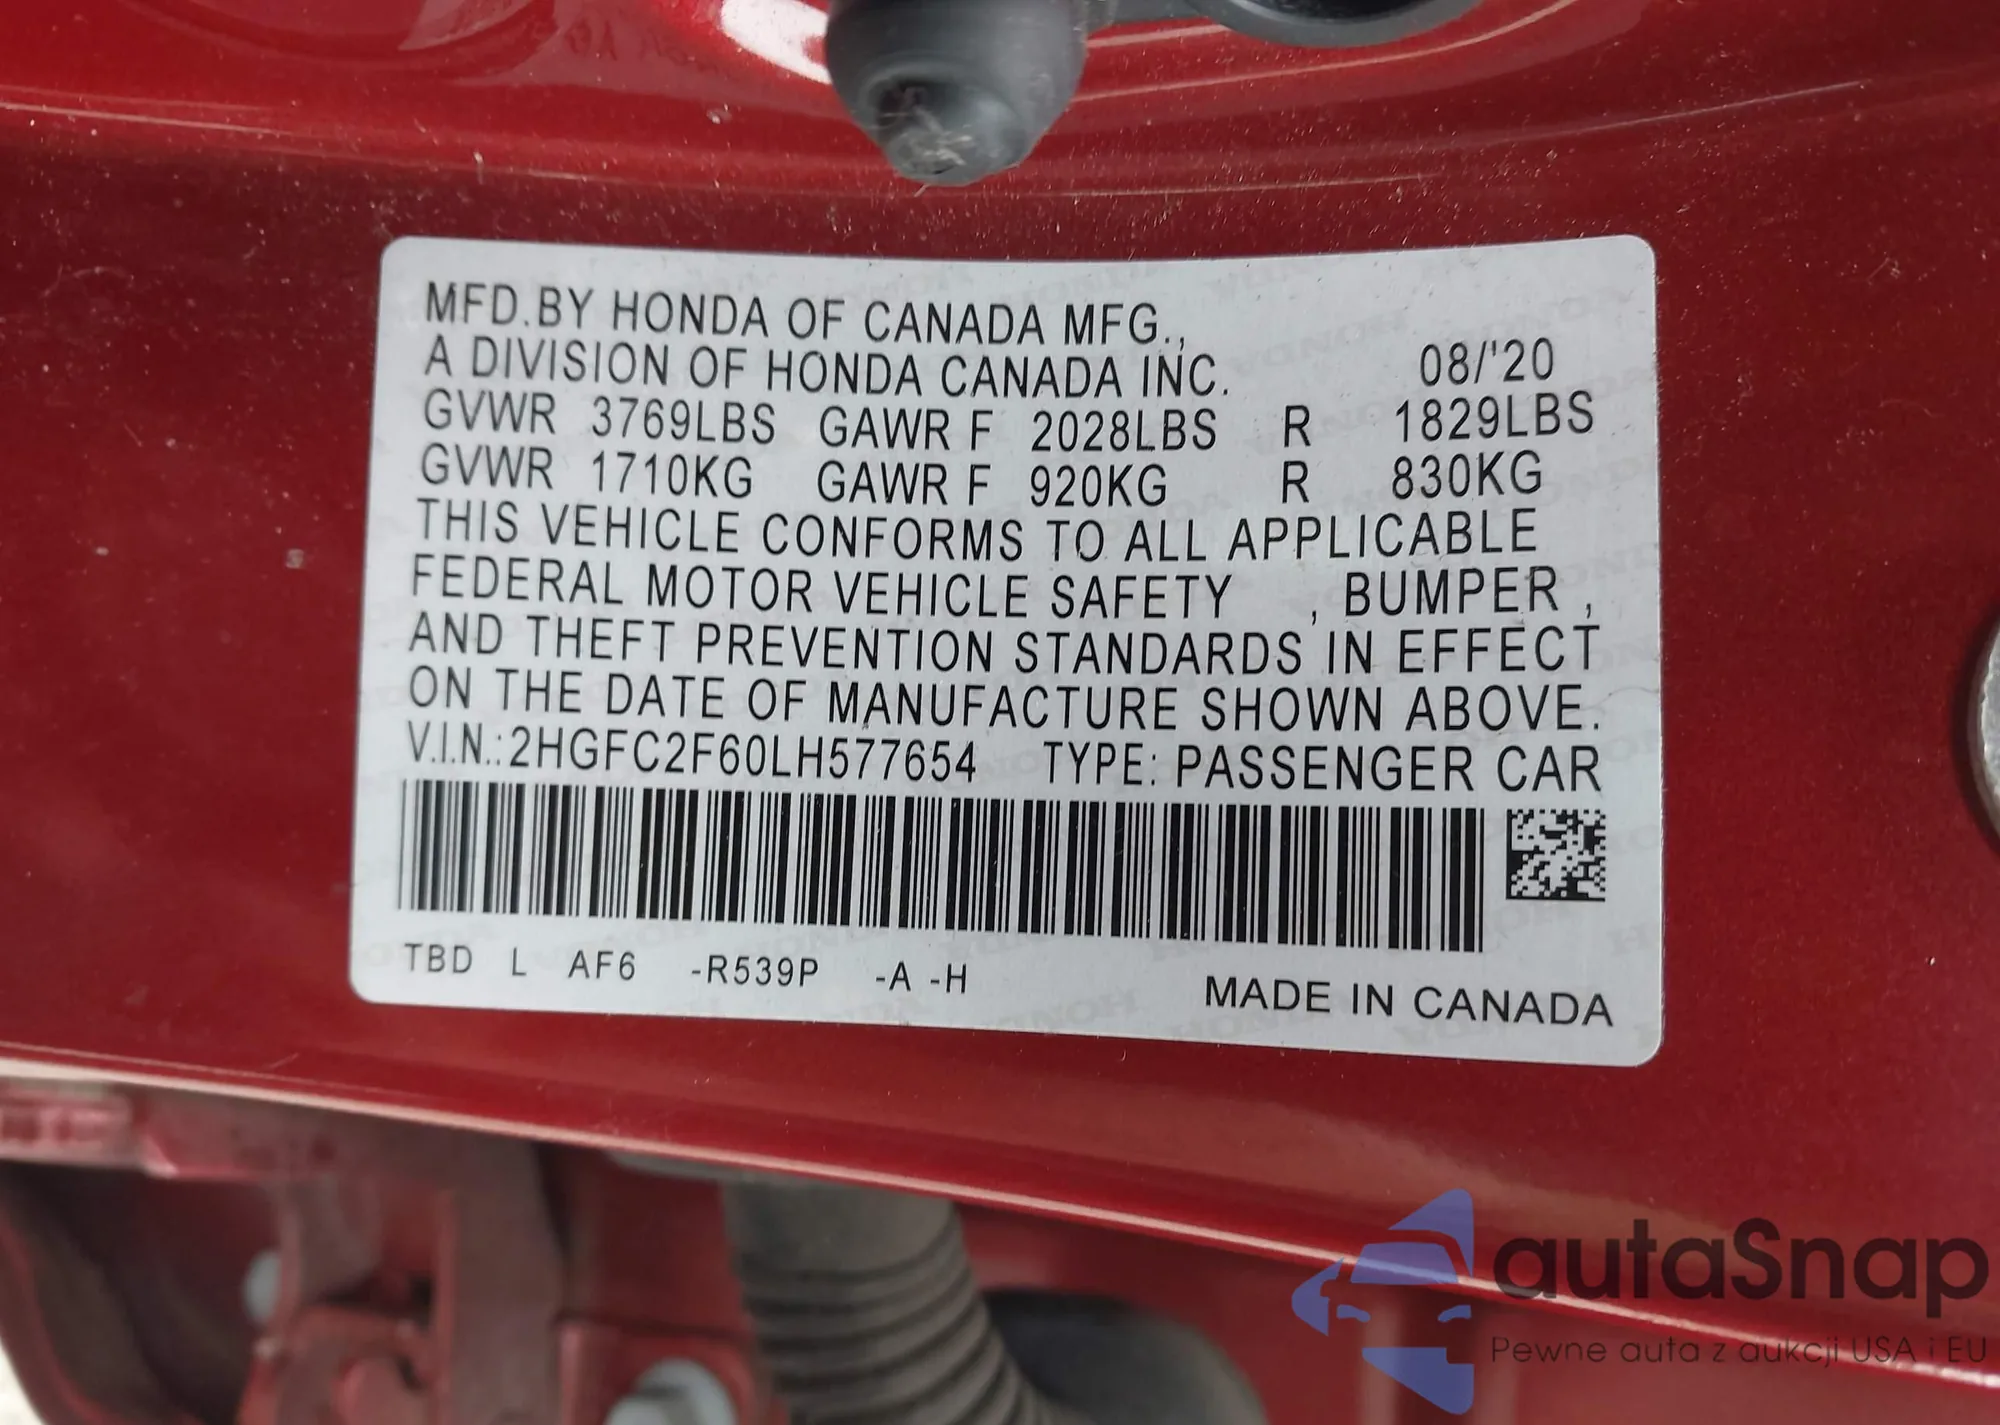 MFD.BY HONDA OF CANADA MFG.,
A DIVISION OF HONDA CANADA INC. 08/'20
GVWR 3769LBS GAWR F 2028LBS R 1829LBS
GVWR 1710KG GAWR F 920KG R 830KG
THIS VEHICLE CONFORMS TO ALL APPLICABLE
FEDERAL MOTOR VEHICLE SAFETY , BUMPER ,
AND THEFT PREVENTION STANDARDS IN EFFECT
ON THE DATE OF MANUFACTURE SHOWN ABOVE.
V.I.N.:2HGFC2F60LH577654 TYPE: PASSENGER CAR
TBD L AF6 -R539P -A -H
MADE IN CANADA
autaSnap
Pewne auta z aukcji USA i EU